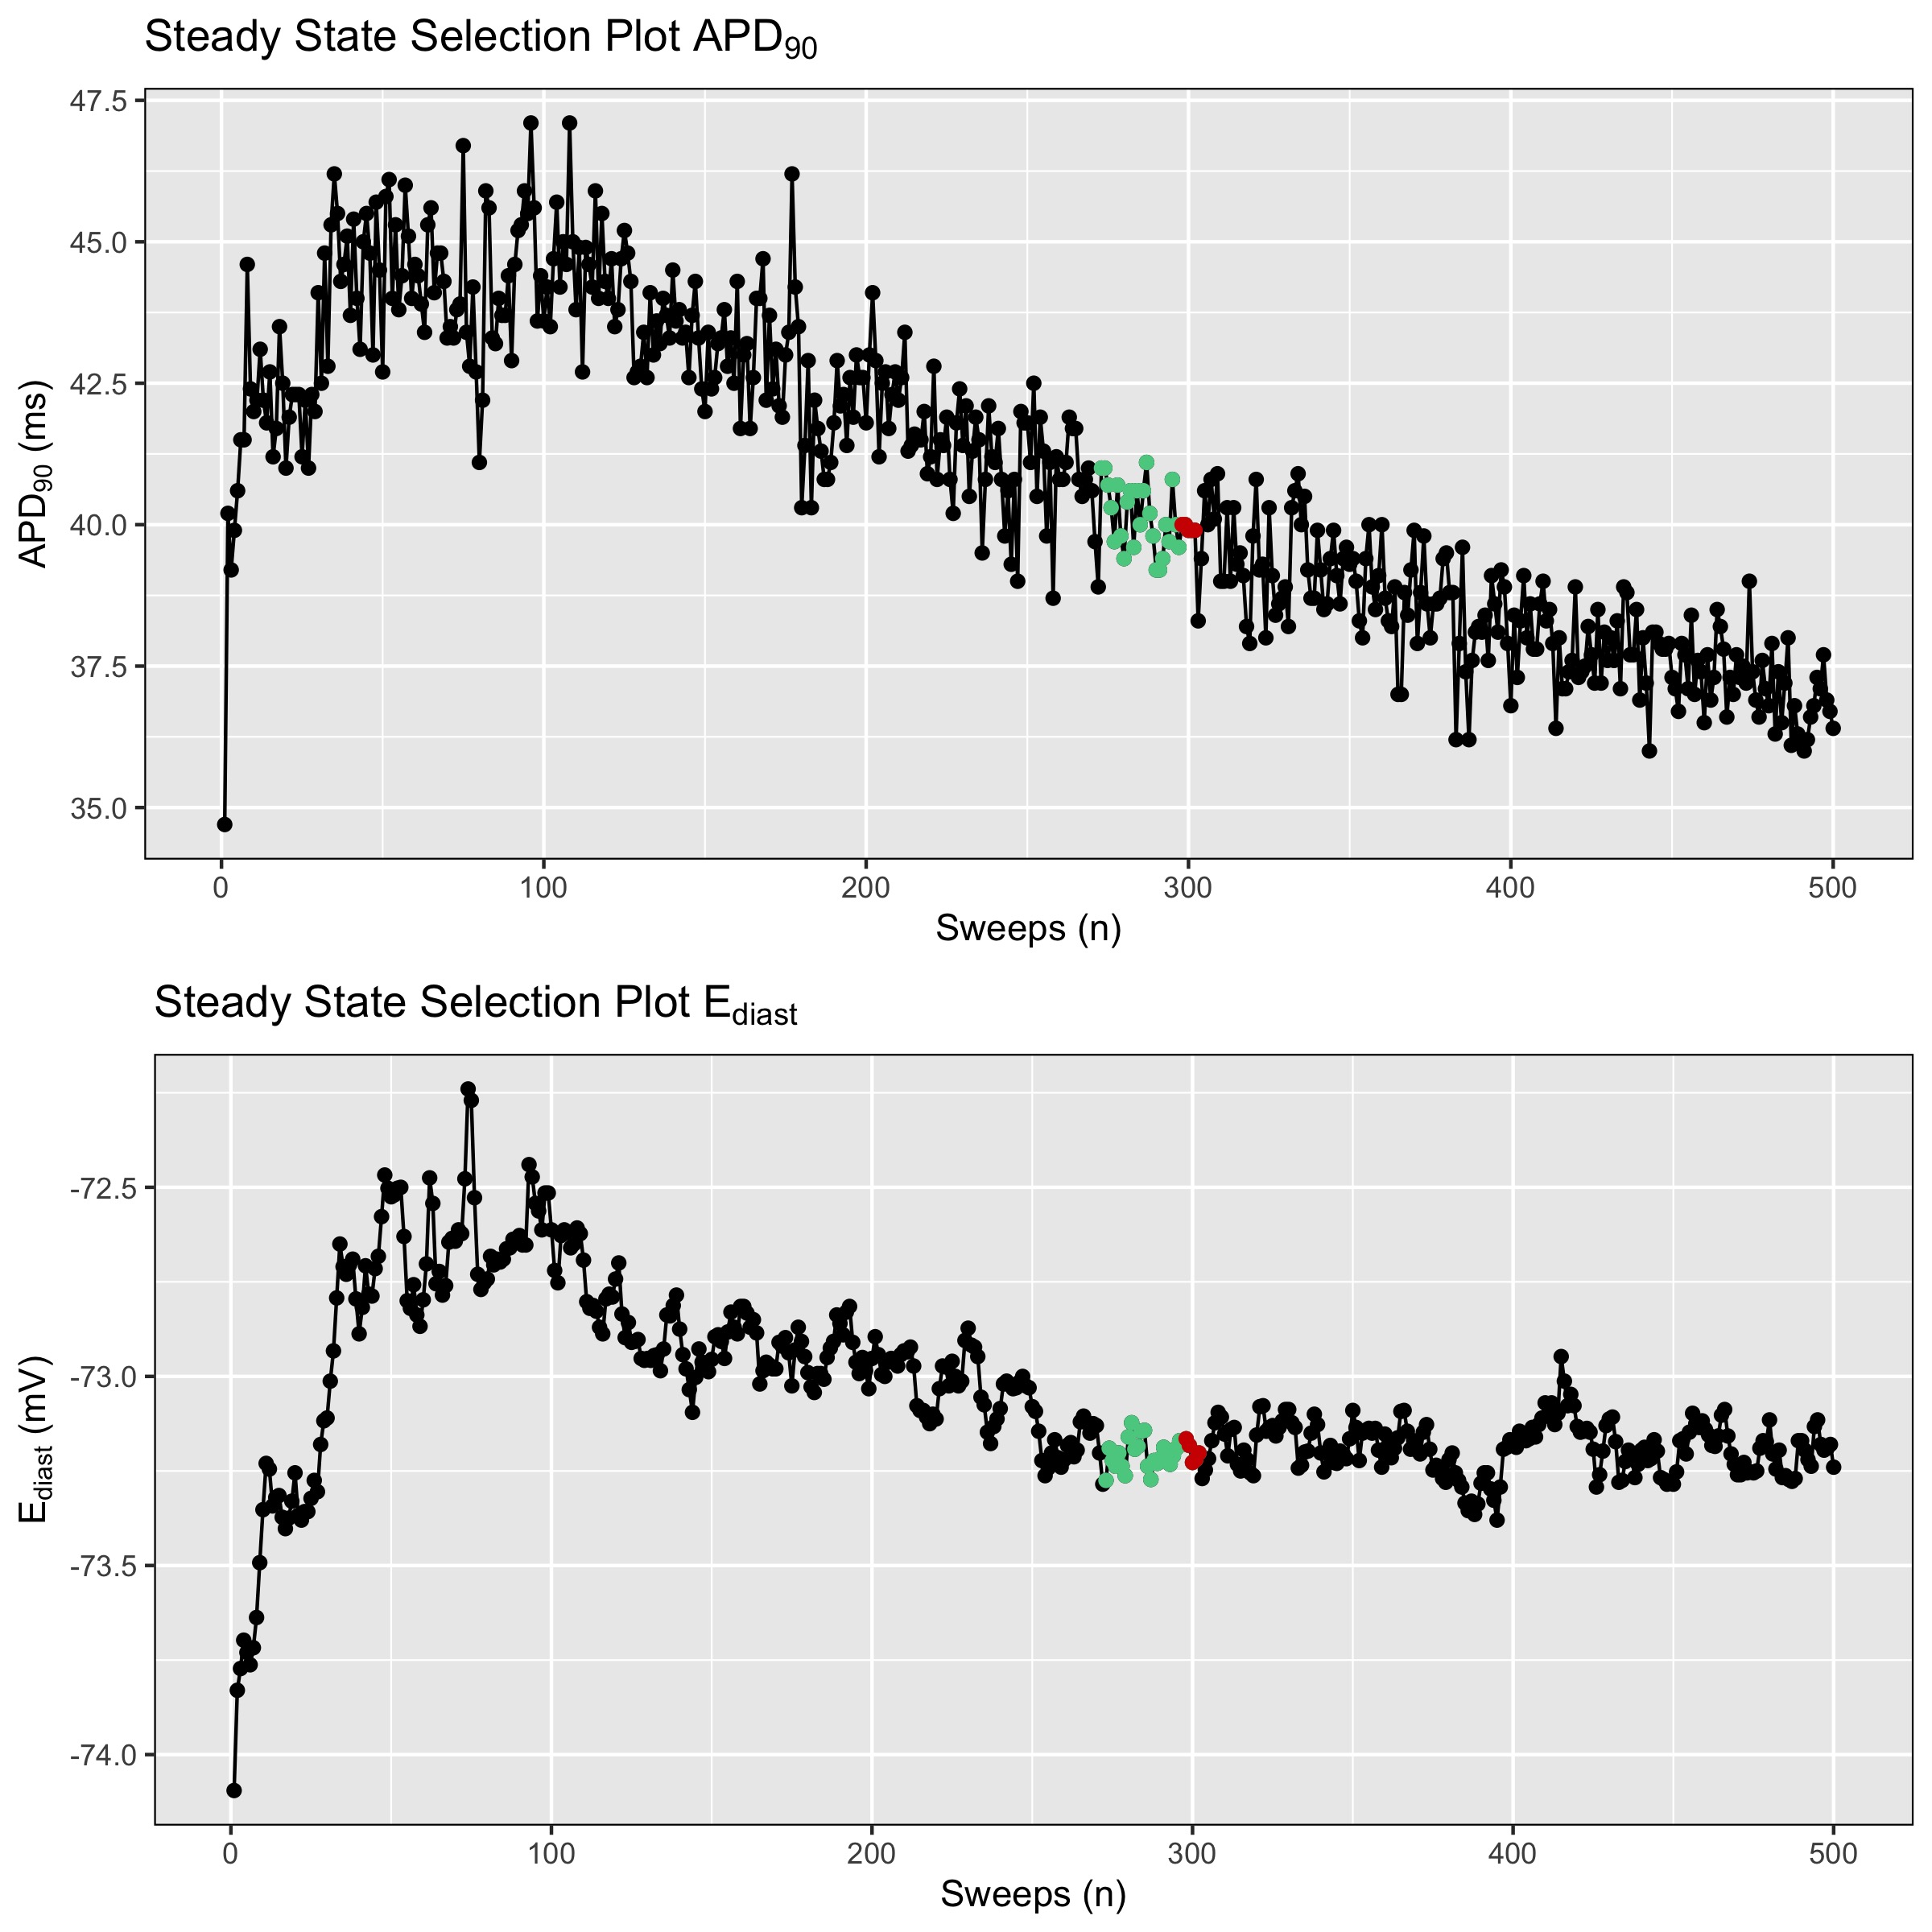 Steady State Selection Plot APD90
47.5
45.0
42.5
40.0
37.5
35.0
APD90 (ms)
0 100 200 300 400 500
Sweeps (n)
Steady State Selection Plot Ediast
-72.5
-73.0
-73.5
-74.0
Ediast (mV)
0 100 200 300 400 500
Sweeps (n)